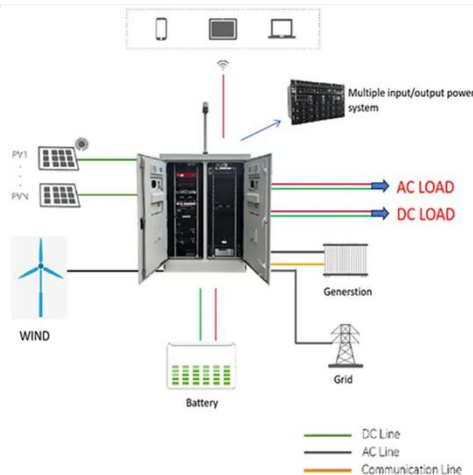 Multiple input/output power
system
PV1
PVN
AC LOAD
DC LOAD
WIND
Generstion
Grid
Battery
DC Line
AC Line
Communication Line